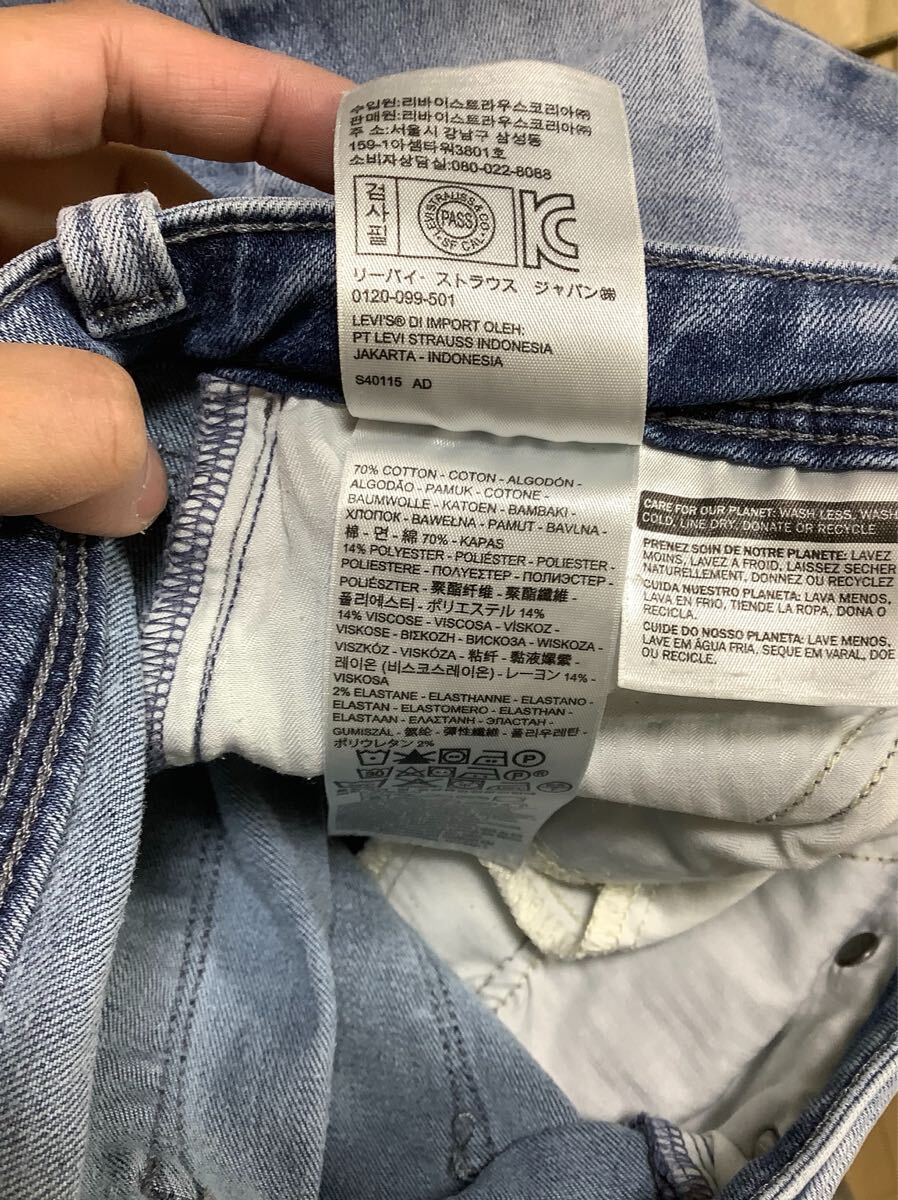 수입원:리바이스트라우스코리아㈜
판매원:리바이스트라우스코리아㈜
주 소:서울시 강남구 삼성동
159-1아셈타워3801호
소비자상담실:080-022-8088
검사필
LEVI STRAUSS & CO.
PASS
SF CAL
リーバイ・ストラウス ジャパン㈱
0120-099-501
LEVI'S® DI IMPORT OLEH:
PT LEVI STRAUSS INDONESIA
JAKARTA - INDONESIA
S40115 AD
70% COTTON - COTON - ALGODÓN -
ALGODÃO - PAMUK - COTONE -
BAUMWOLLE - KATOEN - BAMBAKI -
ХЛОПОК - BAWEŁNA - PAMUT - BAVLNA -
棉 - 면 - 綿 70% - KAPAS
14% POLYESTER - POLIÉSTER - POLIESTER -
POLIESTERE - ΠΟΛΥΕΣΤΕΡ - ПОЛИЭСТЕР -
POLIÉSZTER - 聚酯纤维 - 聚酯纖維 -
폴리에스터 - ポリエステル 14%
14% VISCOSE - VISCOSA - VİSKOZ -
VISKOSE - ΒΙΣΚΟΖΗ - ВИСКОЗА - WISKOZA -
VISZKÓZ - VISKÓZA - 粘纤 - 黏液嫘縈 -
레이온 (비스코스레이온) - レーヨン 14% -
VISKOSA
2% ELASTANE - ELASTHANNE - ELASTANO -
ELASTAN - ELASTOMERO - ELASTHAN -
ELASTAAN - ΕΛΑΣΤΑΝΗ - ЭЛАСТАН -
GUMISZÁL - 氨纶 - 彈性纖維 - 폴리우레탄 -
ポリウレタン 2%
CARE FOR OUR PLANET: WASH LESS, WASH
COLD, LINE DRY, DONATE OR RECYCLE
PRENEZ SOIN DE NOTRE PLANETE: LAVEZ
MOINS, LAVEZ À FROID, LAISSEZ SECHER
NATURELLEMENT, DONNEZ OU RECYCLEZ
CUIDA NUESTRO PLANETA: LAVA MENOS,
LAVA EN FRIO, TIENDE LA ROPA, DONA O
RECICLA.
CUIDE DO NOSSO PLANETA: LAVE MENOS,
LAVE EM ÁGUA FRIA, SEQUE EM VARAL, DOE
OU RECICLE.